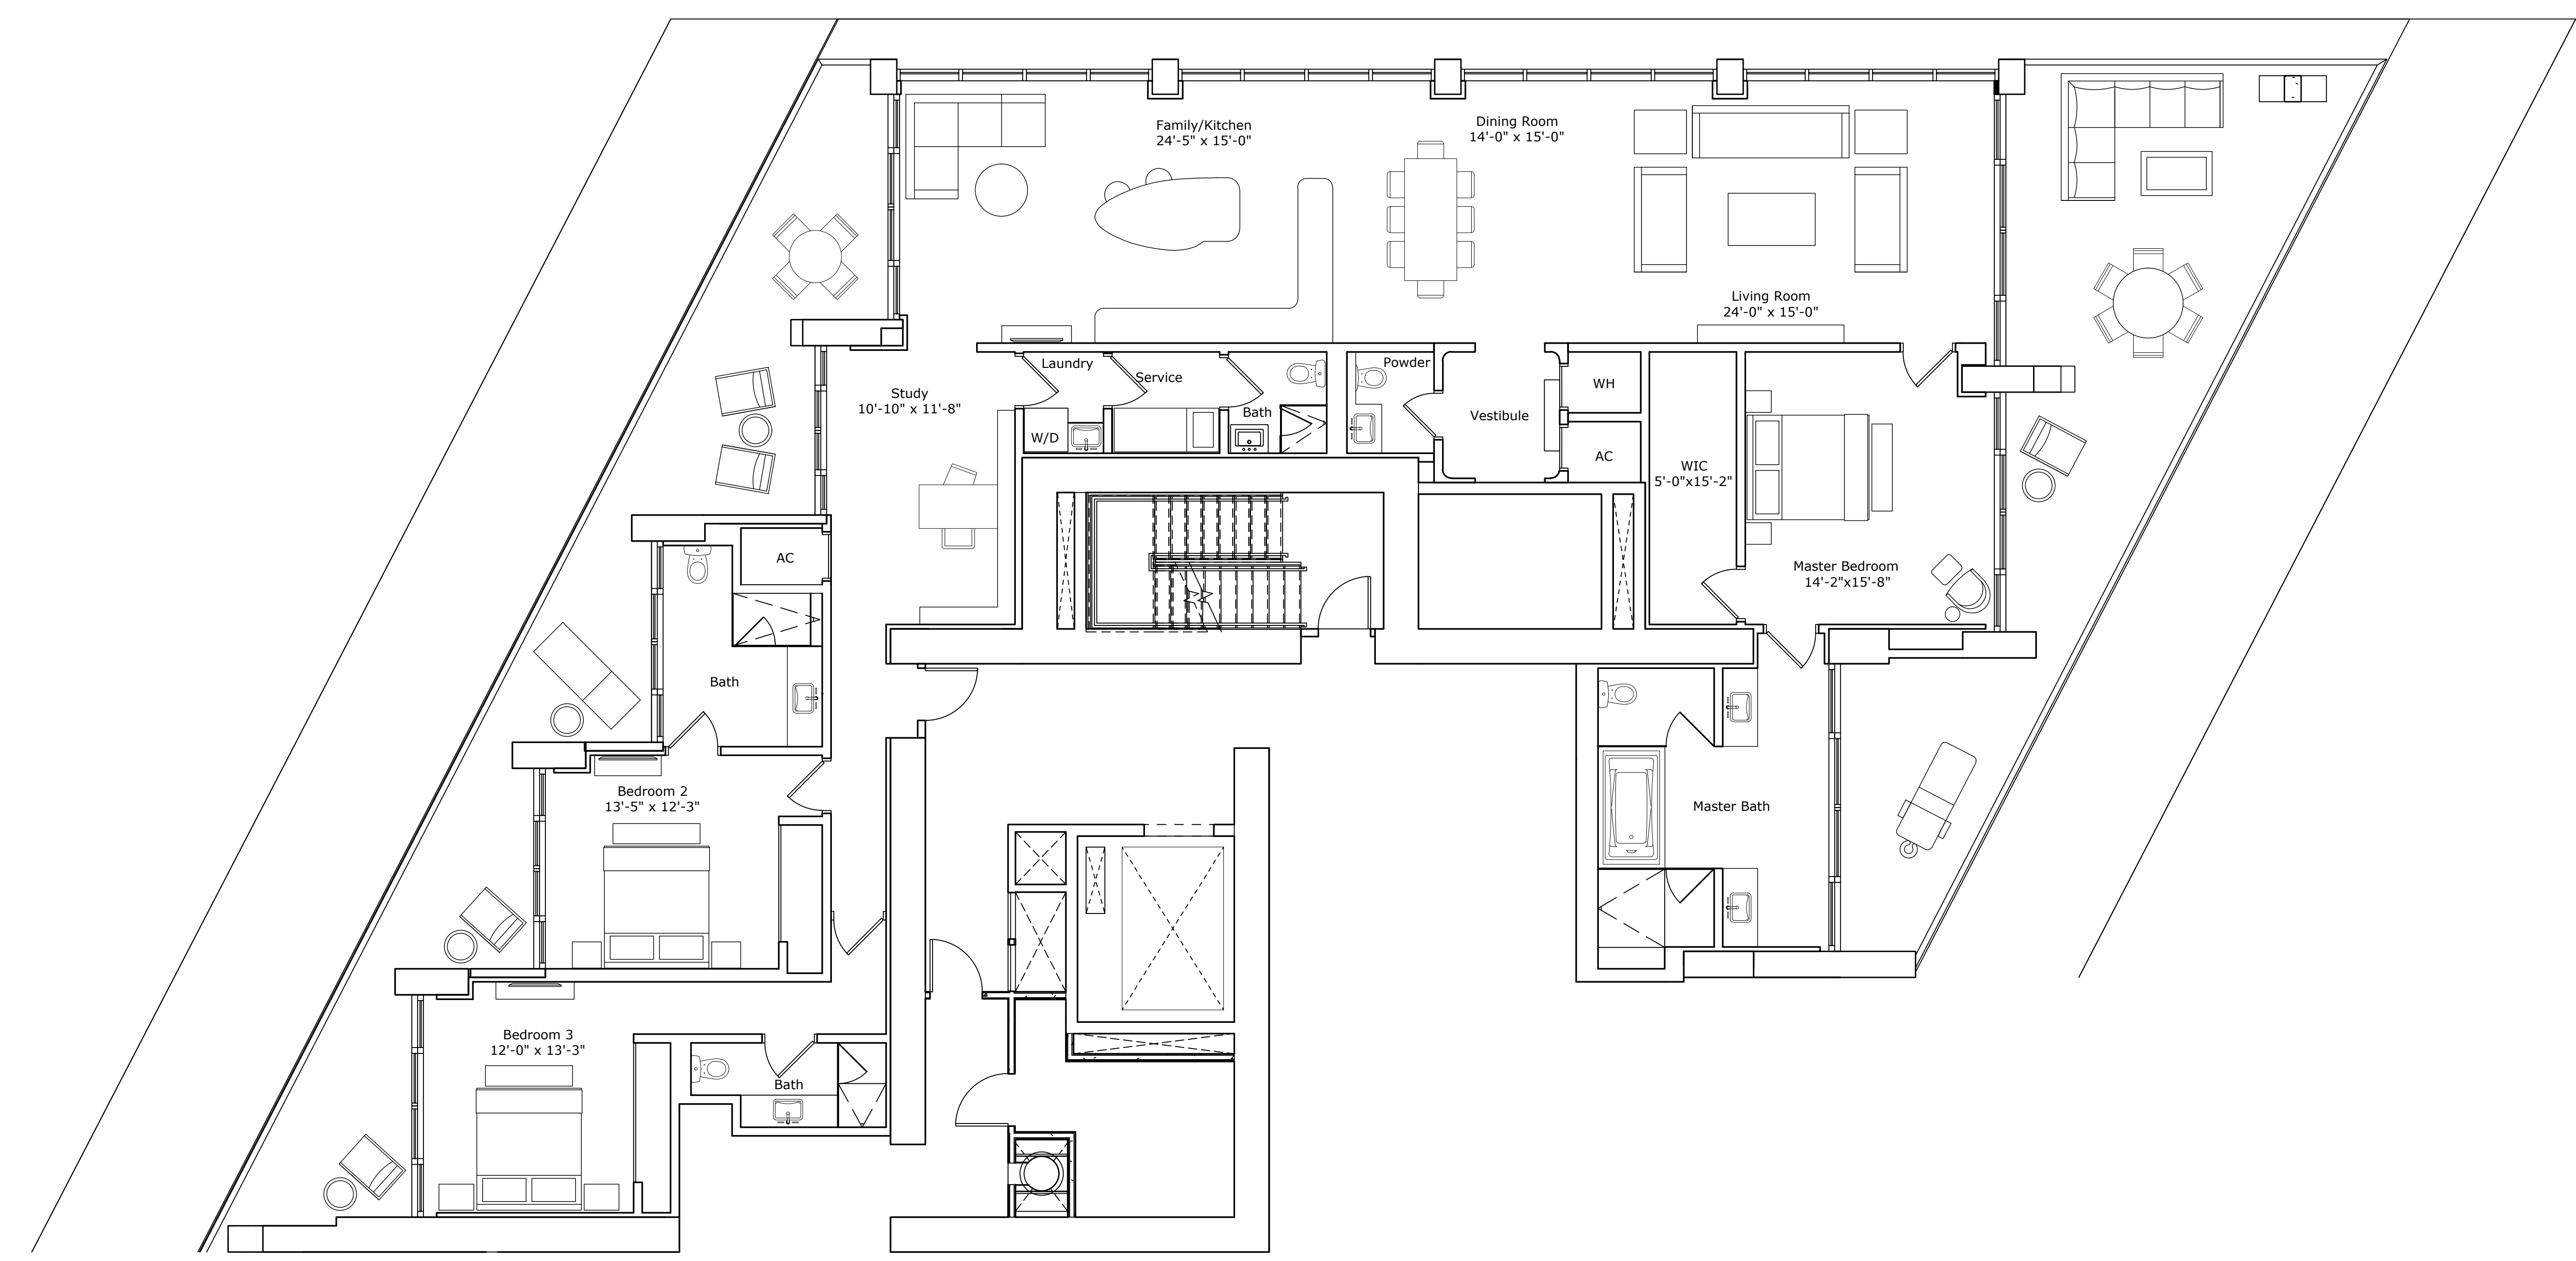 Family/Kitchen
24'-5" x 15'-0"
Dining Room
14'-0" x 15'-0"
Living Room
24'-0" x 15'-0"
Laundry
Service
Powder
Study
10'-10" x 11'-8"
WH
Bath
Vestibule
W/D
AC
WIC
5'-0"x15'-2"
AC
Master Bedroom
14'-2"x15'-8"
Bath
Bedroom 2
13'-5" x 12'-3"
Master Bath
Bedroom 3
12'-0" x 13'-3"
Bath